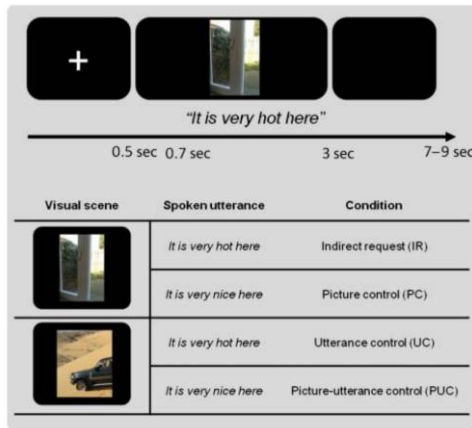 +
“It is very hot here”
0.5 sec 0.7 sec 3 sec 7–9 sec
Visual scene Spoken utterance Condition
It is very hot here Indirect request (IR)
It is very nice here Picture control (PC)
It is very hot here Utterance control (UC)
It is very nice here Picture-utterance control (PUC)